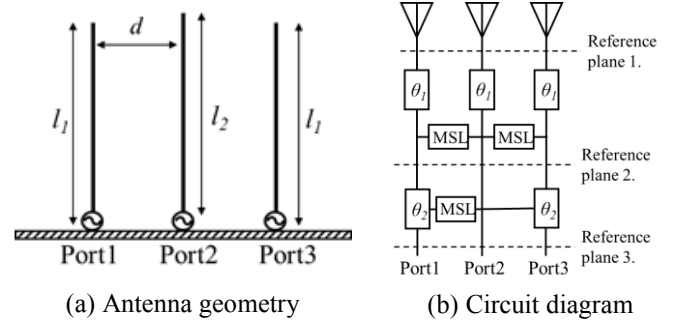 d
l₁
l₂
l₁
Port1 Port2 Port3
(a) Antenna geometry
Reference plane 1.
θ₁ θ₁ θ₁
MSL MSL
Reference plane 2.
θ₂ MSL θ₂
Reference plane 3.
Port1 Port2 Port3
(b) Circuit diagram